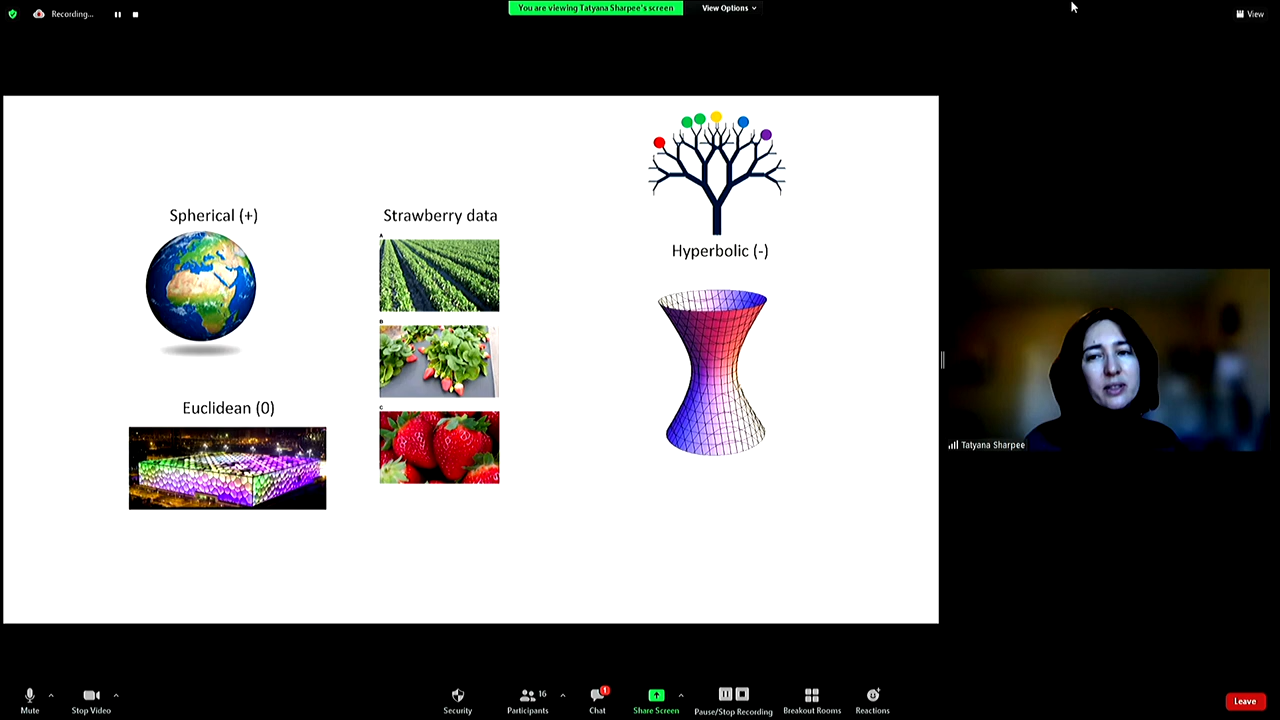 Recording...
You are viewing Tatyana Sharpee's screen
View Options
View
Spherical (+)
Strawberry data
Hyperbolic (-)
A
B
C
Euclidean (0)
Tatyana Sharpee
Mute
Stop Video
Security
Participants
16
Chat
1
Share Screen
Pause/Stop Recording
Breakout Rooms
Reactions
Leave